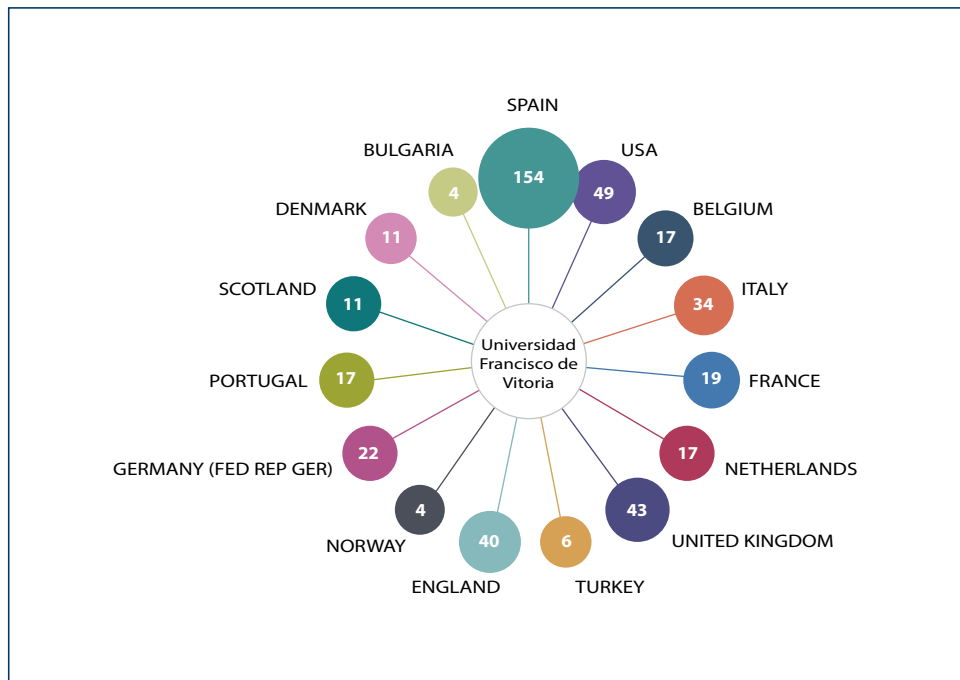 SPAIN
154
USA
49
BELGIUM
17
ITALY
34
FRANCE
19
NETHERLANDS
17
UNITED KINGDOM
43
TURKEY
6
ENGLAND
40
NORWAY
4
GERMANY (FED REP GER)
22
PORTUGAL
17
SCOTLAND
11
DENMARK
11
BULGARIA
4
Universidad
Francisco de
Vitoria